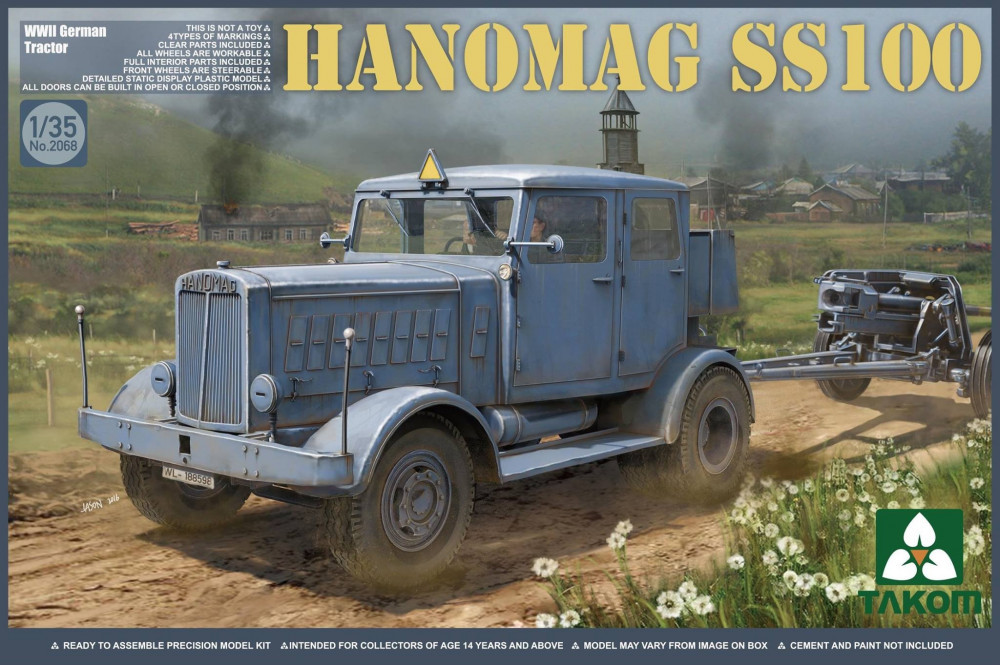 WWII German
Tractor
THIS IS NOT A TOY
4TYPES OF MARKINGS
CLEAR PARTS INCLUDED
ALL WHEELS ARE WORKABLE
FULL INTERIOR PARTS INCLUDED
FRONT WHEELS ARE STEERABLE
DETAILED STATIC DISPLAY PLASTIC MODEL
ALL DOORS CAN BE BUILT IN OPEN OR CLOSED POSITION
HANOMAG SS100
1/35
No.2068
HANOMAG
WL-188592
JASON 2016
TAKOM
READY TO ASSEMBLE PRECISION MODEL KIT INTENDED FOR COLLECTORS OF AGE 14 YEARS AND ABOVE MODEL MAY VARY FROM IMAGE ON BOX CEMENT AND PAINT NOT INCLUDED